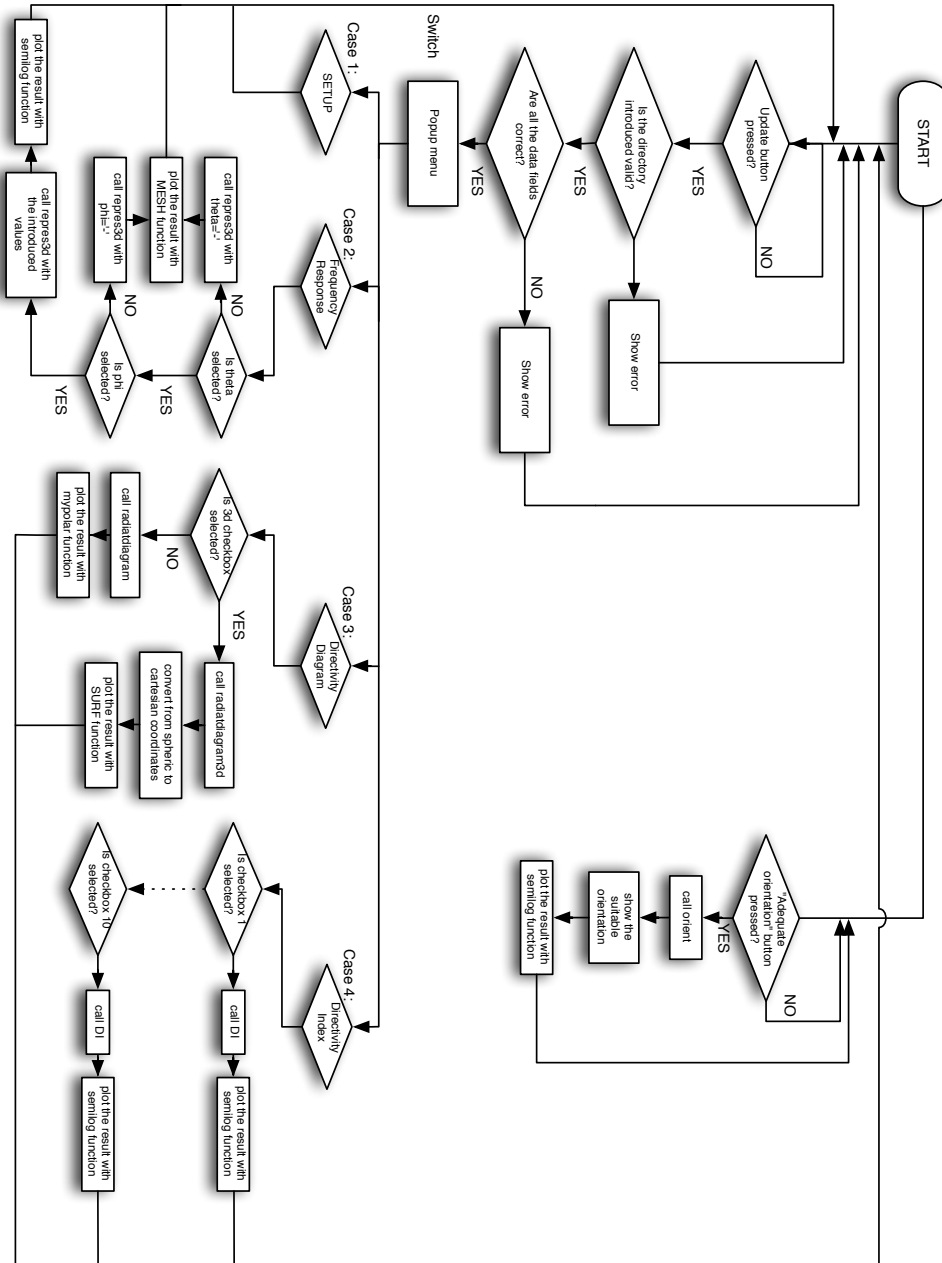 START
Update button
pressed?
NO
YES
Is the directory
introduced valid?
Show error
YES
Are all the data fields
correct?
NO
Show error
YES
Switch
Popup menu
"Adequate
orientation" button
pressed?
NO
YES
call orient
show the
suitable
orientation
plot the result with
semilog function
Case 1:
SETUP
Case 2:
Frequency
Response
Is theta
selected?
NO
call repres3d with
theta='-'
YES
plot the result with
MESH function
Is phi
selected?
NO
call repres3d with
phi='-'
YES
call repres3d with
the introduced
values
plot the result with
semilog function
Case 3:
Directivity
Diagram
Is 3d checkbox
selected?
YES
NO
call radiatdiagram
plot the result with
mypolar function
call radiatdiagram3d
convert from spheric to
cartesian coordinates
plot the result with
SURF function
Case 4:
Directivity
Index
Is checkbox 1
selected?
call DI
plot the result with
semilog function
Is checkbox 10
selected?
call DI
plot the result with
semilog function